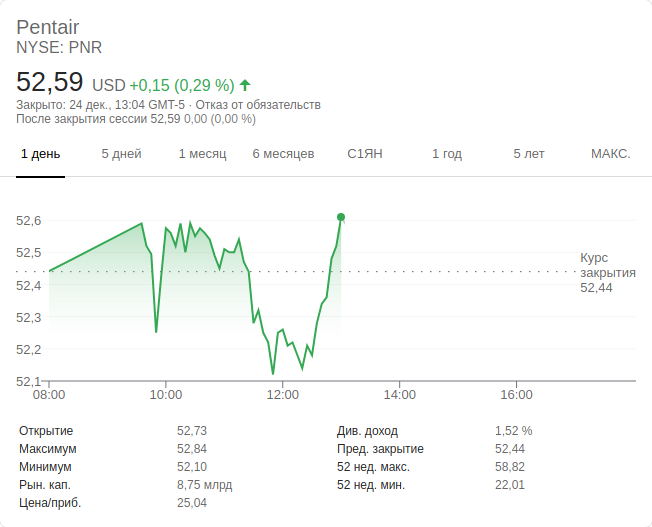 Pentair
NYSE: PNR
52,59 USD +0,15 (0,29 %)
Закрыто: 24 дек., 13:04 GMT-5 · Отказ от обязательств
После закрытия сессии 52,59 0,00 (0,00 %)
1 день 5 дней 1 месяц 6 месяцев С1ЯН 1 год 5 лет МАКС.
52,6
52,5
52,4
52,3
52,2
52,1
Курс
закрытия
52,44
08:00 10:00 12:00 14:00 16:00
Открытие 52,73 Див. доход 1,52 %
Максимум 52,84 Пред. закрытие 52,44
Минимум 52,10 52 нед. макс. 58,82
Рын. кап. 8,75 млрд 52 нед. мин. 22,01
Цена/приб. 25,04